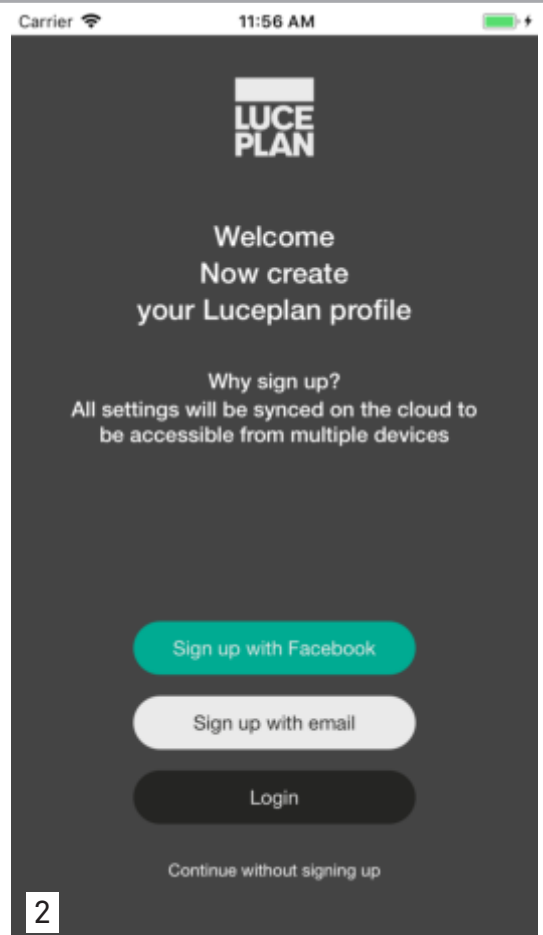 Carrier 11:56 AM
LUCE
PLAN
Welcome
Now create
your Luceplan profile
Why sign up?
All settings will be synced on the cloud to
be accessible from multiple devices
Sign up with Facebook
Sign up with email
Login
Continue without signing up
2